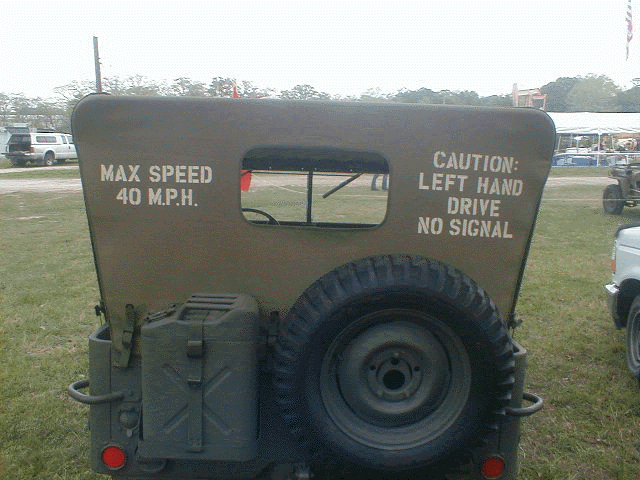 MAX SPEED
40 M.P.H.
CAUTION:
LEFT HAND
DRIVE
NO SIGNAL